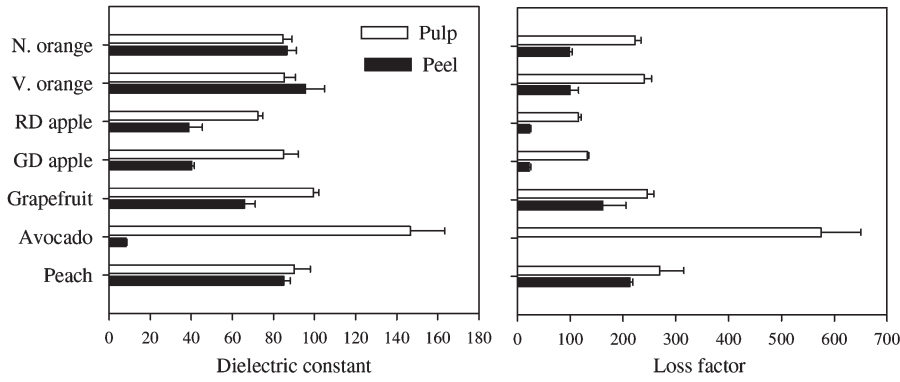 N. orange
V. orange
RD apple
GD apple
Grapefruit
Avocado
Peach
Pulp
Peel
0 20 40 60 80 100 120 140 160 180
Dielectric constant
0 100 200 300 400 500 600 700
Loss factor